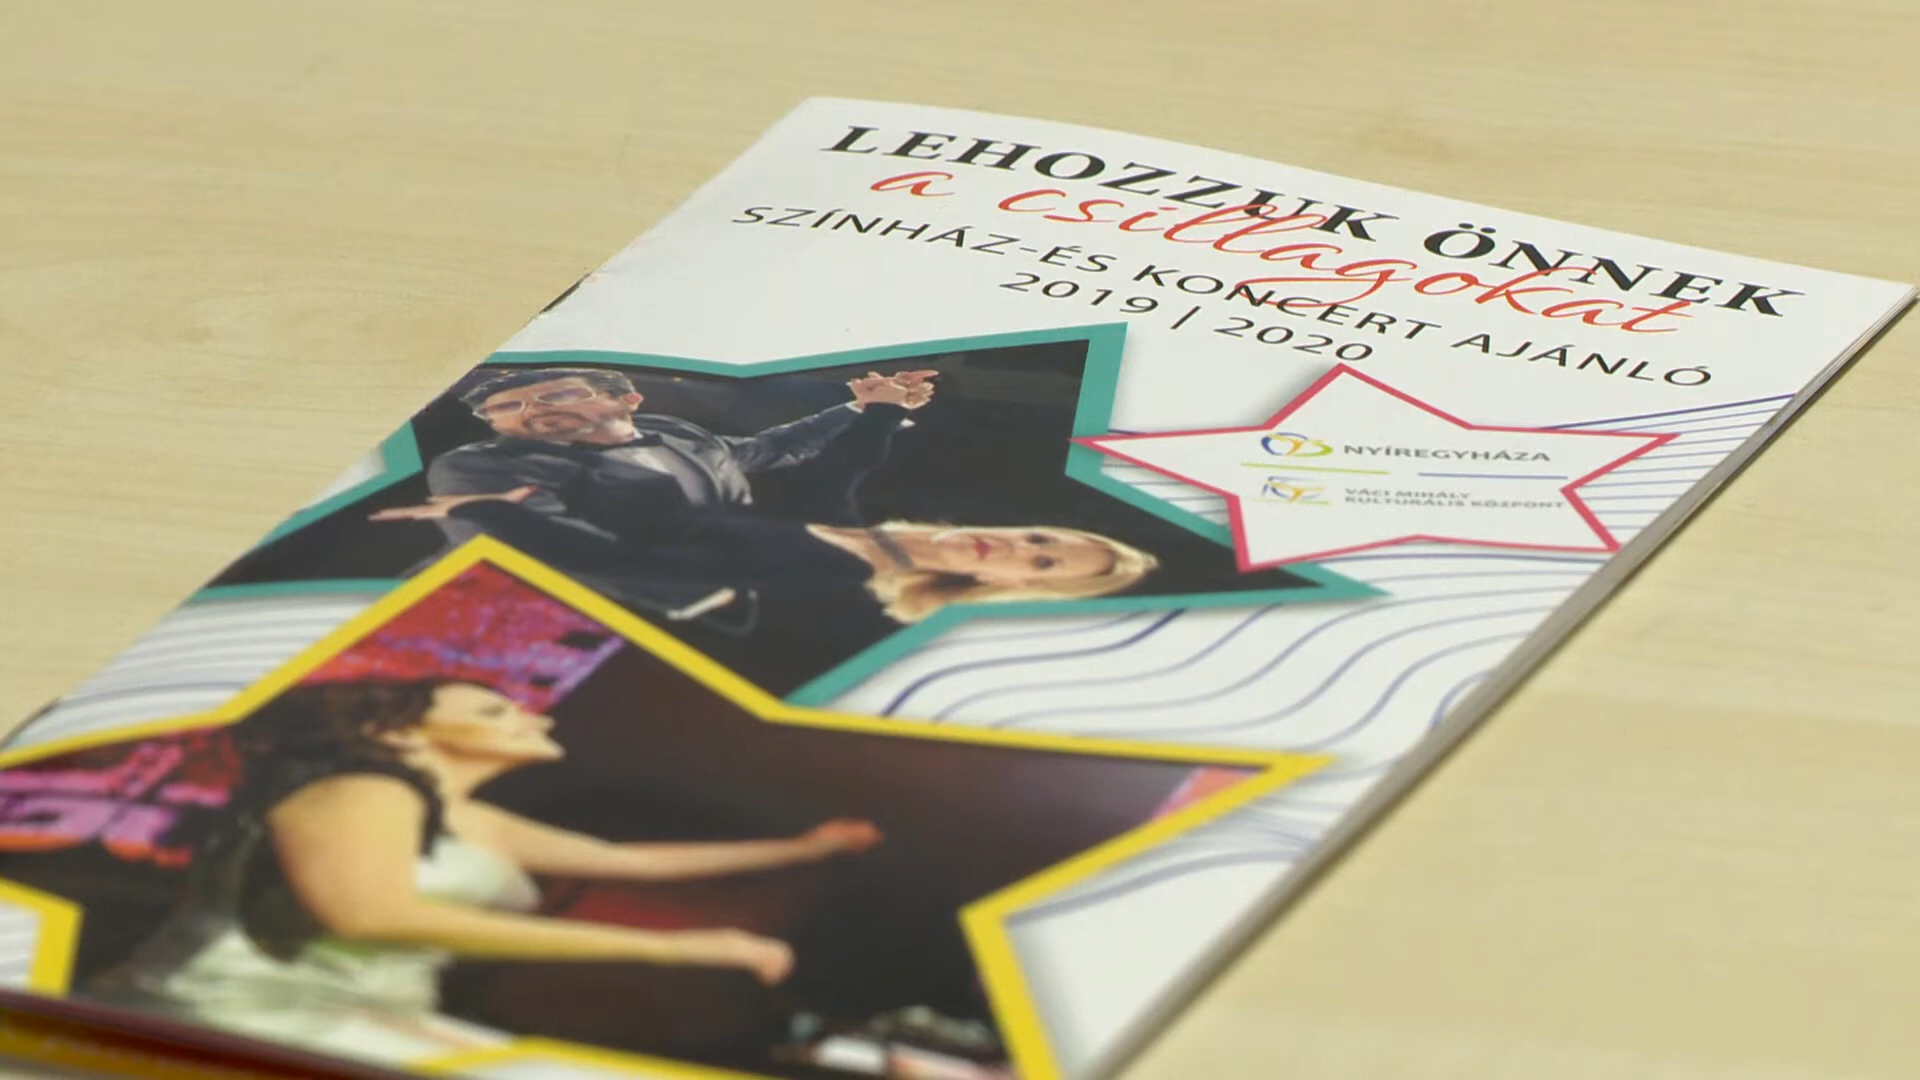 LEHOZZUK ÖNNEK
a csillagokat
SZÍNHÁZ-ÉS KONCERT AJÁNLÓ
2019 | 2020
NYÍREGYHÁZA
VÁCI MIHÁLY
KULTURÁLIS KÖZPONT